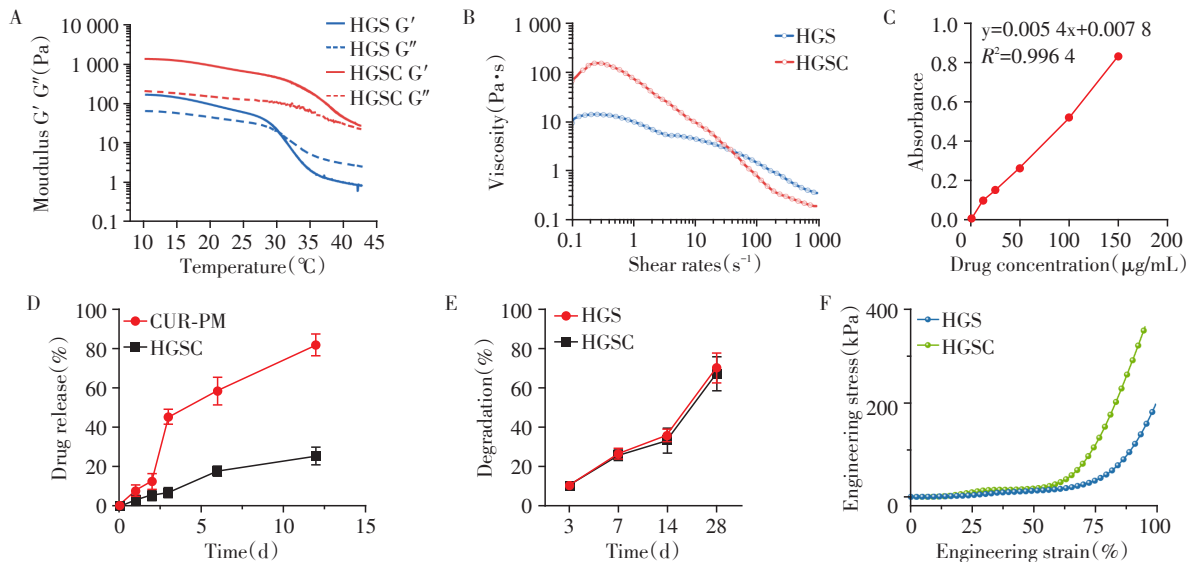 A
Moudulus G′ G″(Pa)
10 000
1 000
100
10
1
0.1
HGS G′
HGS G″
HGSC G′
HGSC G″
10 15 20 25 30 35 40 45
Temperature(℃)
B
Viscosity(Pa·s)
1 000
100
10
1
0.1
HGS
HGSC
0.1 1 10 100 1 000
Shear rates(s⁻¹)
C
Absorbance
1.0
0.8
0.6
0.4
0.2
0.0
y=0.005 4x+0.007 8
R²=0.996 4
0 50 100 150 200
Drug concentration(μg/mL)
D
Drug release(%)
100
80
60
40
20
0
CUR-PM
HGSC
0 5 10 15
Time(d)
E
Degradation(%)
100
80
60
40
20
0
HGS
HGSC
3 7 14 28
Time(d)
F
Engineering stress(kPa)
400
200
0
HGS
HGSC
0 25 50 75 100
Engineering strain(%)